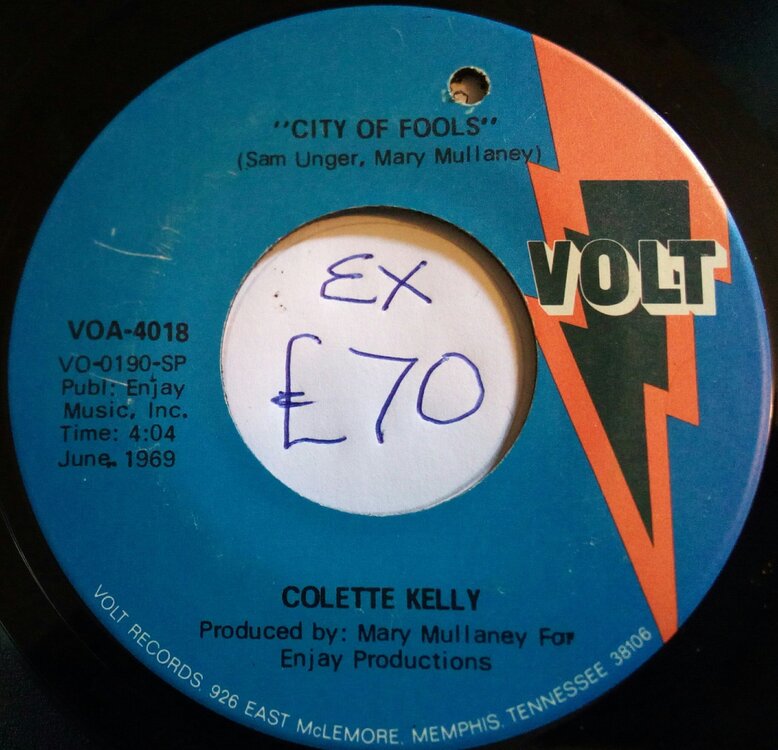 "CITY OF FOOLS"
(Sam Unger, Mary Mullaney)
VOLT
EX
£70
VOA-4018
VO-0190-SP
Publ: Enjay
Music, Inc.
Time: 4:04
June, 1969
COLETTE KELLY
Produced by: Mary Mullaney For
Enjay Productions
VOLT RECORDS, 926 EAST McLEMORE, MEMPHIS, TENNESSEE 38106